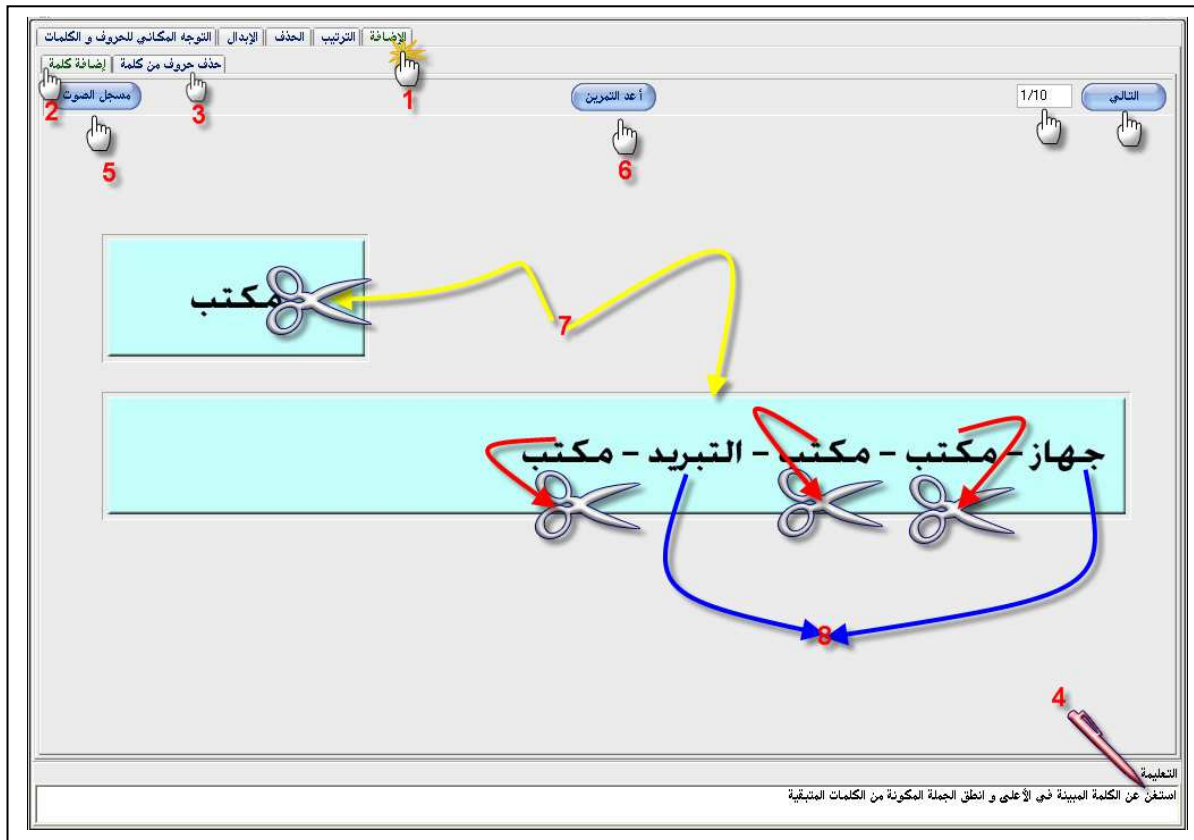 الإضافة الترتيب الحذف الإبدال التوجه المكاني للحروف و الكلمات
حذف حروف من كلمة إضافة كلمة
1
2
3
التالي 1/10 أعد التمرين مسجل الصوت
5
6
مكتب
7
جهاز - مكتب - مكتب - التبريد - مكتب
8
4
التعليمة
استغن عن الكلمة المبينة في الأعلى و انطق الجملة المكونة من الكلمات المتبقية